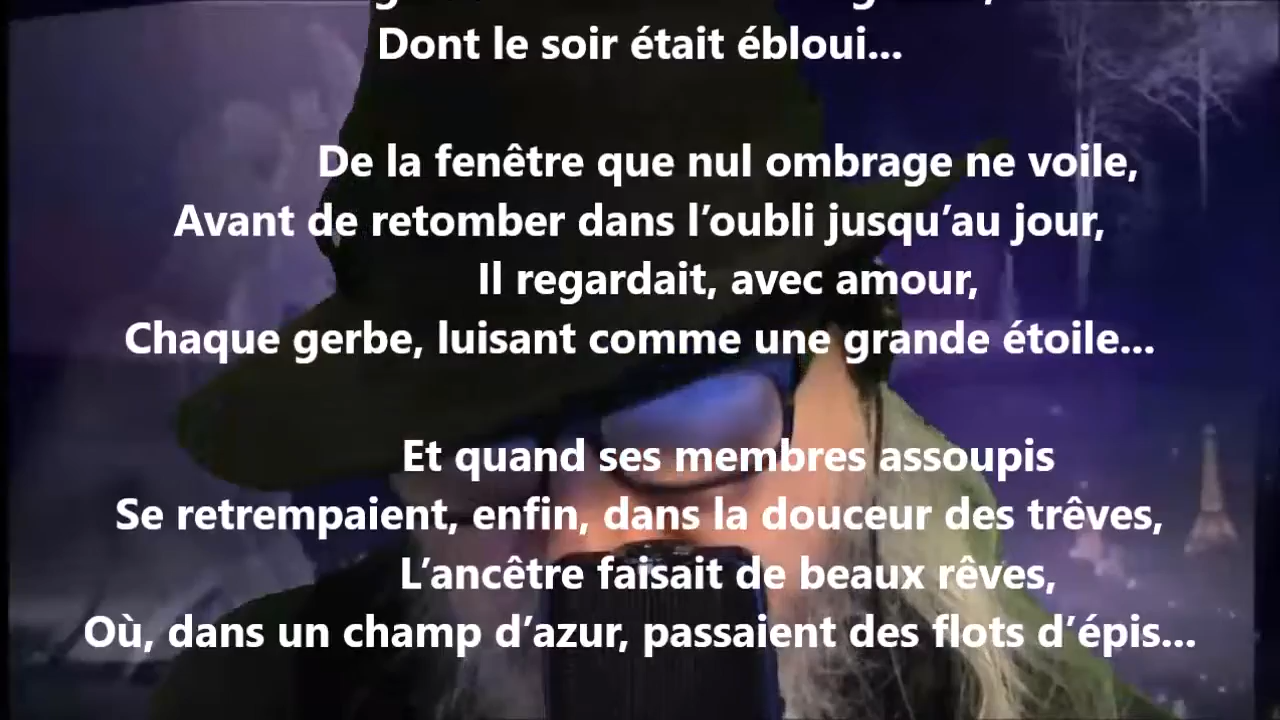 Dont le soir était ébloui...
De la fenêtre que nul ombrage ne voile,
Avant de retomber dans l’oubli jusqu’au jour,
Il regardait, avec amour,
Chaque gerbe, luisant comme une grande étoile...
Et quand ses membres assoupis
Se retrempaient, enfin, dans la douceur des trêves,
L’ancêtre faisait de beaux rêves,
Où, dans un champ d’azur, passaient des flots d’épis...